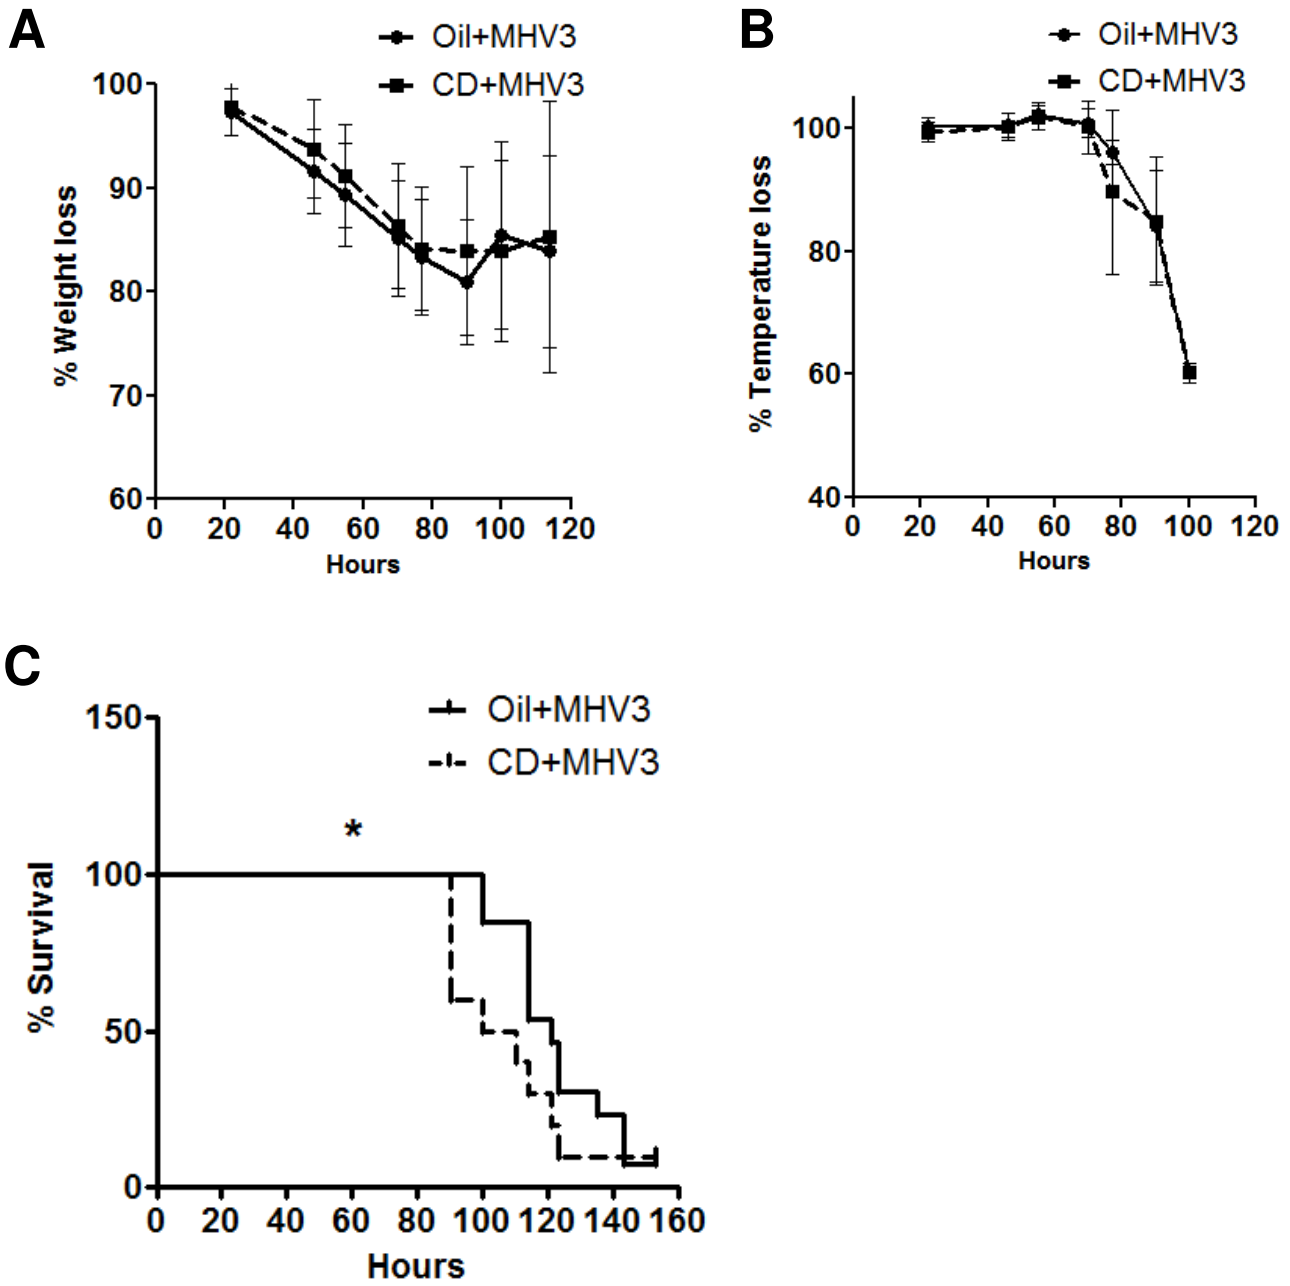 A
Oil+MHV3
CD+MHV3
% Weight loss
100
90
80
70
60
0 20 40 60 80 100 120
Hours
B
Oil+MHV3
CD+MHV3
% Temperature loss
100
80
60
40
0 20 40 60 80 100 120
Hours
C
Oil+MHV3
CD+MHV3
% Survival
150
*
100
50
0
0 20 40 60 80 100 120 140 160
Hours